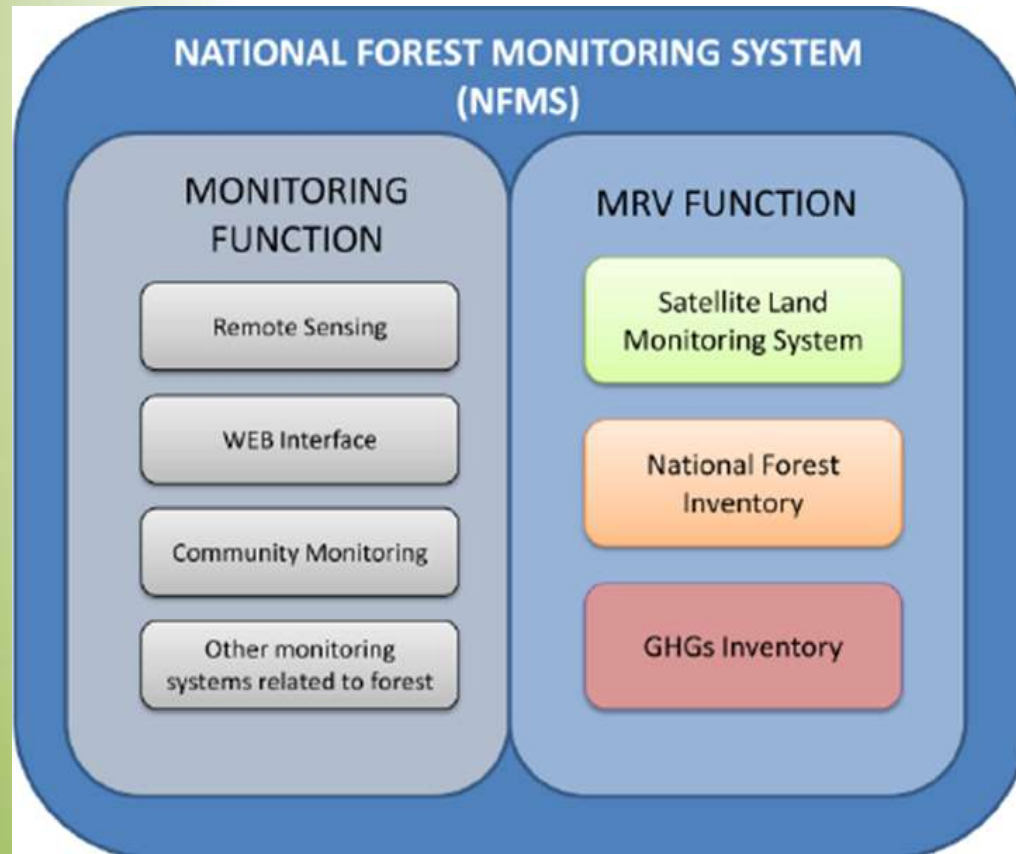 NATIONAL FOREST MONITORING SYSTEM
(NFMS)
MONITORING
FUNCTION
Remote Sensing
WEB Interface
Community Monitoring
Other monitoring
systems related to forest
MRV FUNCTION
Satellite Land
Monitoring System
National Forest
Inventory
GHGs Inventory